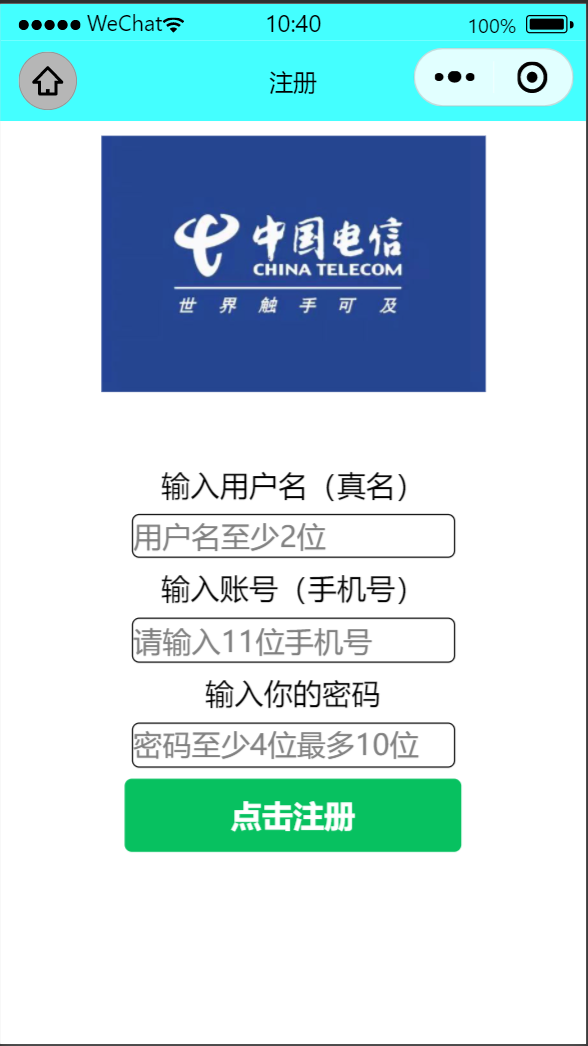 WeChat 10:40 100%
注册
中国电信
CHINA TELECOM
世界触手可及
输入用户名（真名）
用户名至少2位
输入账号（手机号）
请输入11位手机号
输入你的密码
密码至少4位最多10位
点击注册